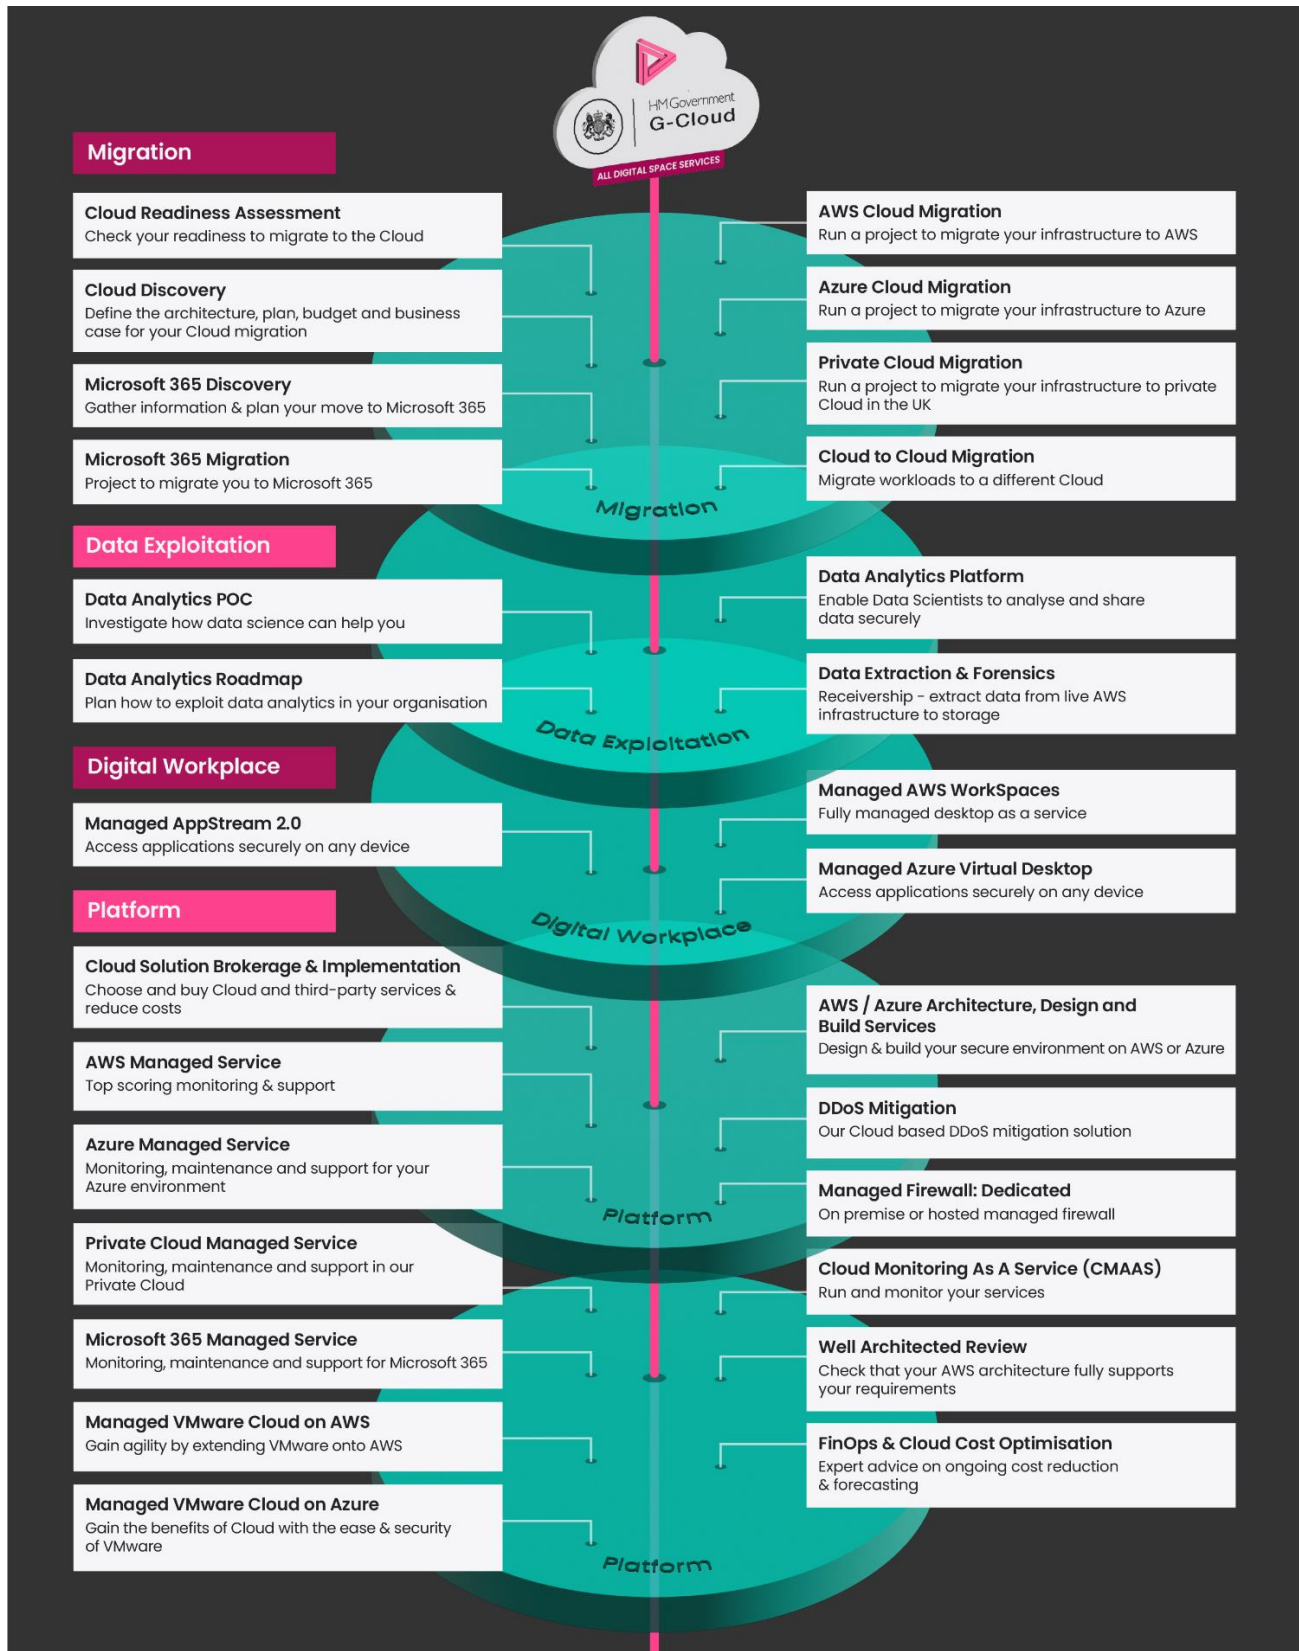 HM Government
G-Cloud
ALL DIGITAL SPACE SERVICES
Migration
Cloud Readiness Assessment
Check your readiness to migrate to the Cloud
Cloud Discovery
Define the architecture, plan, budget and business
case for your Cloud migration
Microsoft 365 Discovery
Gather information & plan your move to Microsoft 365
Microsoft 365 Migration
Project to migrate you to Microsoft 365
AWS Cloud Migration
Run a project to migrate your infrastructure to AWS
Azure Cloud Migration
Run a project to migrate your infrastructure to Azure
Private Cloud Migration
Run a project to migrate your infrastructure to private
Cloud in the UK
Cloud to Cloud Migration
Migrate workloads to a different Cloud
Migration
Data Exploitation
Data Analytics POC
Investigate how data science can help you
Data Analytics Roadmap
Plan how to exploit data analytics in your organisation
Data Analytics Platform
Enable Data Scientists to analyse and share
data securely
Data Extraction & Forensics
Receivership - extract data from live AWS
infrastructure to storage
Data Exploitation
Digital Workplace
Managed AppStream 2.0
Access applications securely on any device
Managed AWS WorkSpaces
Fully managed desktop as a service
Managed Azure Virtual Desktop
Access applications securely on any device
Digital Workplace
Platform
Cloud Solution Brokerage & Implementation
Choose and buy Cloud and third-party services &
reduce costs
AWS Managed Service
Top scoring monitoring & support
Azure Managed Service
Monitoring, maintenance and support for your
Azure environment
AWS / Azure Architecture, Design and
Build Services
Design & build your secure environment on AWS or Azure
DDoS Mitigation
Our Cloud based DDoS mitigation solution
Managed Firewall: Dedicated
On premise or hosted managed firewall
Platform
Private Cloud Managed Service
Monitoring, maintenance and support in our
Private Cloud
Microsoft 365 Managed Service
Monitoring, maintenance and support for Microsoft 365
Managed VMware Cloud on AWS
Gain agility by extending VMware onto AWS
Managed VMware Cloud on Azure
Gain the benefits of Cloud with the ease & security
of VMware
Cloud Monitoring As A Service (CMAAS)
Run and monitor your services
Well Architected Review
Check that your AWS architecture fully supports
your requirements
FinOps & Cloud Cost Optimisation
Expert advice on ongoing cost reduction
& forecasting
Platform